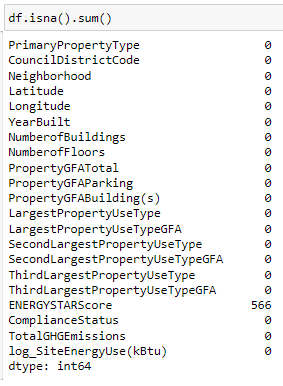 df.isna().sum()
PrimaryPropertyType 0
CouncilDistrictCode 0
Neighborhood 0
Latitude 0
Longitude 0
YearBuilt 0
NumberofBuildings 0
NumberofFloors 0
PropertyGFATotal 0
PropertyGFAParking 0
PropertyGFABuilding(s) 0
LargestPropertyUseType 0
LargestPropertyUseTypeGFA 0
SecondLargestPropertyUseType 0
SecondLargestPropertyUseTypeGFA 0
ThirdLargestPropertyUseType 0
ThirdLargestPropertyUseTypeGFA 0
ENERGYSTARScore 566
ComplianceStatus 0
TotalGHGEmissions 0
log_SiteEnergyUse(kBtu) 0
dtype: int64